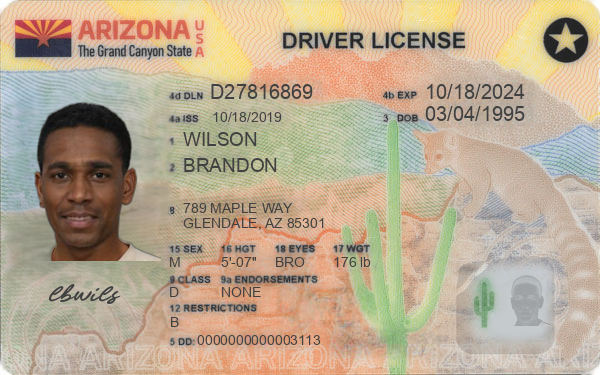 ARIZONA USA
The Grand Canyon State
DRIVER LICENSE
4d DLN D27816869
4b EXP 10/18/2024
4a ISS 10/18/2019
3 DOB 03/04/1995
1 WILSON
2 BRANDON
8 789 MAPLE WAY
GLENDALE, AZ 85301
15 SEX 16 HGT 18 EYES 17 WGT
M 5'-07" BRO 176 lb
9 CLASS 9a ENDORSEMENTS
D NONE
12 RESTRICTIONS
B
5 DD: 0000000000003113
ARIZONA ARIZONA ARIZONA ARIZONA